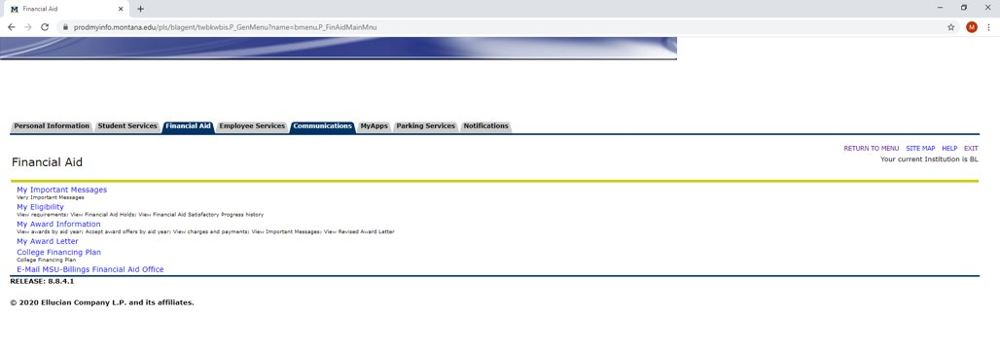 Financial Aid
prodmyinfo.montana.edu/pls/blagent/twbkwbis.P_GenMenu?name=bmenu.P_FinAidMainMnu
M
Personal Information Student Services Financial Aid Employee Services Communications MyApps Parking Services Notifications
RETURN TO MENU SITE MAP HELP EXIT
Financial Aid
Your current Institution is BL
My Important Messages
Very Important Messages
My Eligibility
View requirements; View Financial Aid Holds; View Financial Aid Satisfactory Progress history
My Award Information
View awards by aid year; Accept award offers by aid year; View charges and payments; View Important Messages; View Revised Award Letter
My Award Letter
College Financing Plan
College Financing Plan
E-Mail MSU-Billings Financial Aid Office
RELEASE: 8.8.4.1
© 2020 Ellucian Company L.P. and its affiliates.